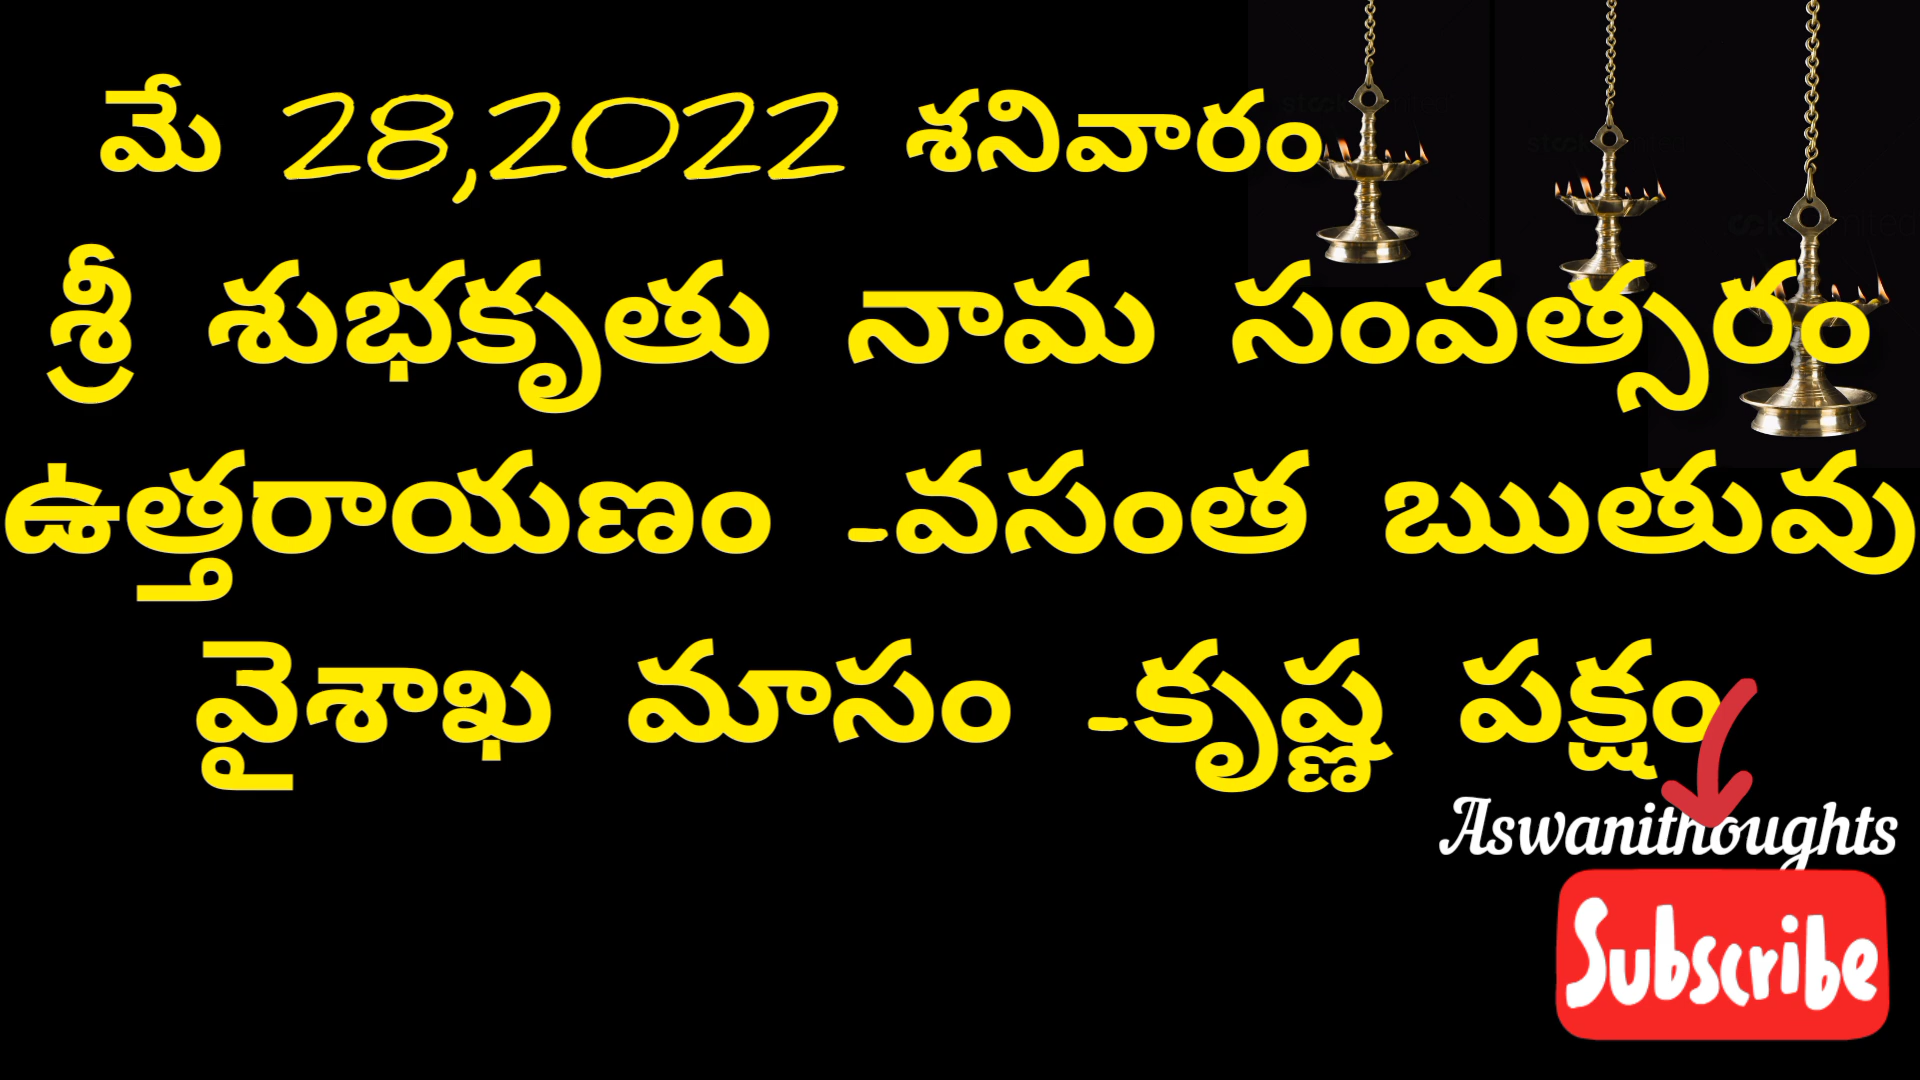 మే 28,2022 శనివారం
శ్రీ శుభకృతు నామ సంవత్సరం
ఉత్తరాయణం -వసంత ఋతువు
వైశాఖ మాసం -కృష్ణ పక్షం
Aswanithoughts
Subscribe